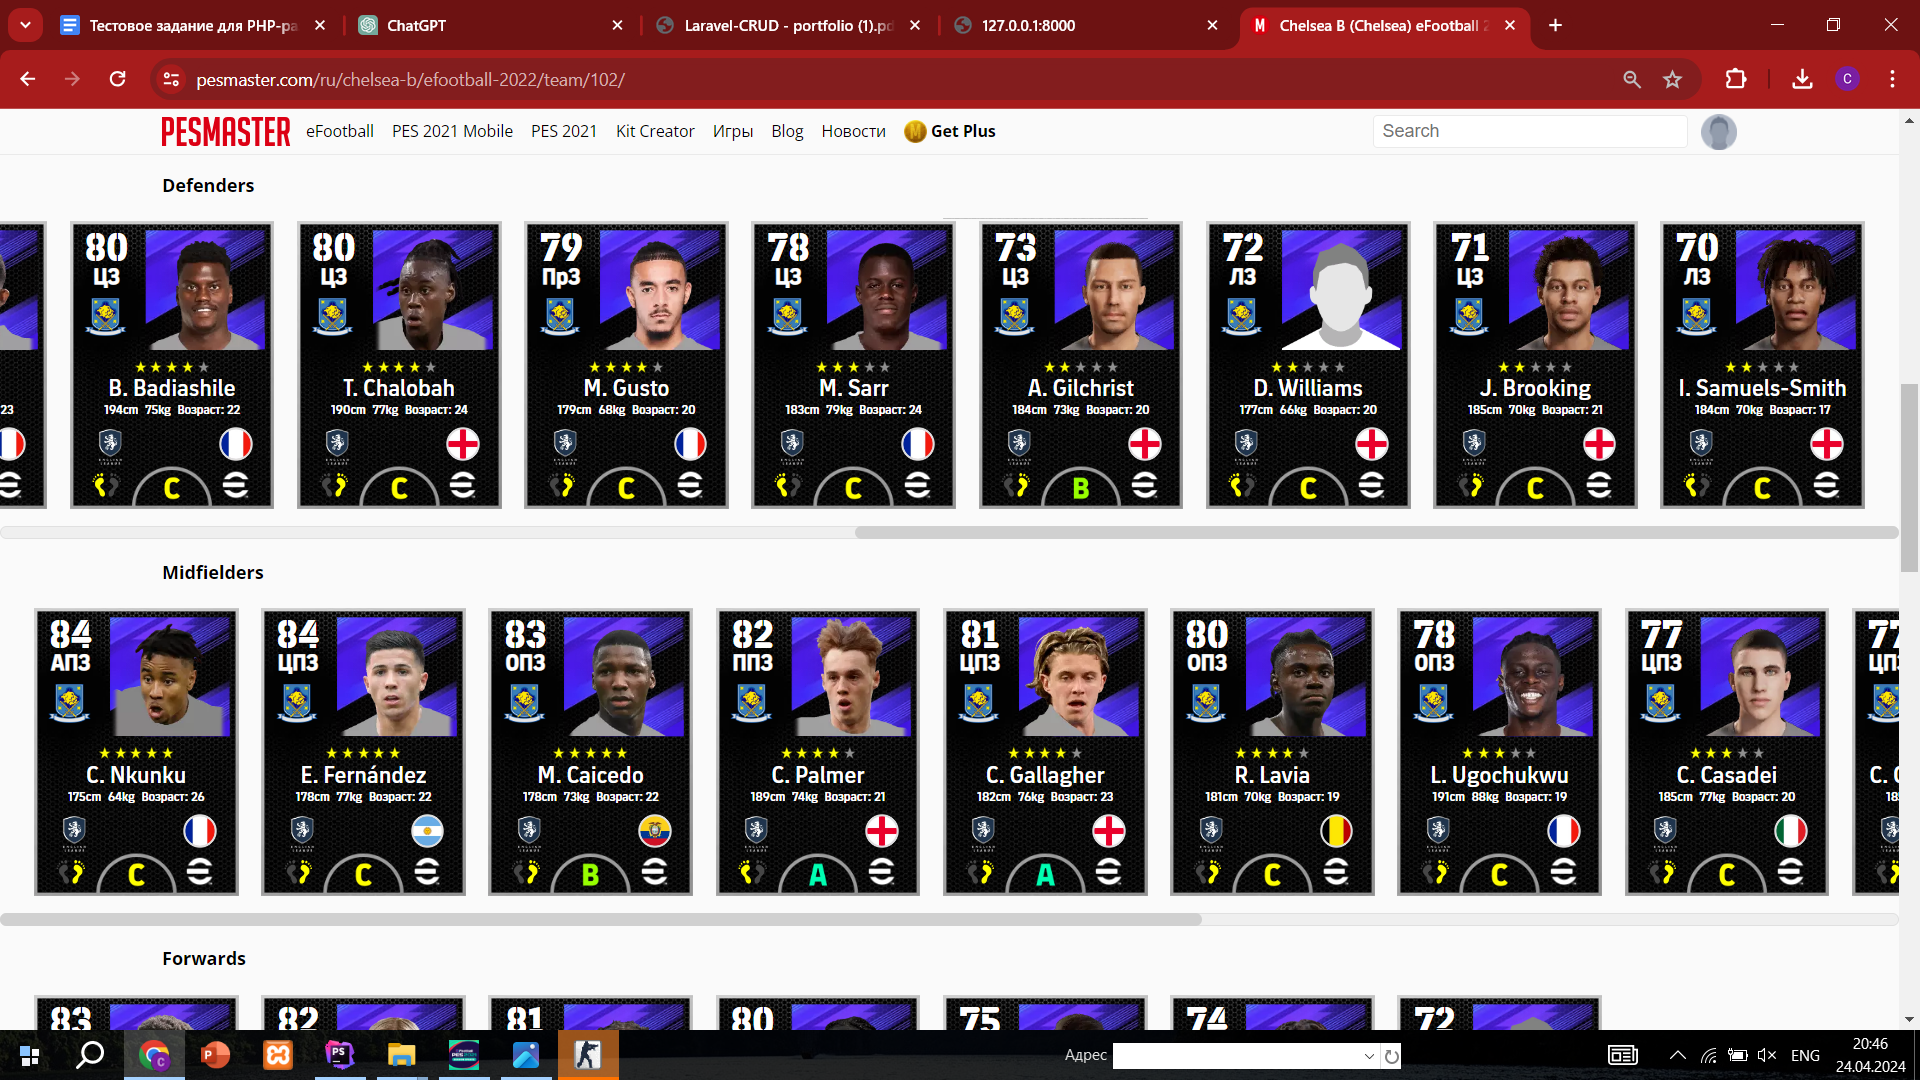 Тестовое задание для PHP-ра
ChatGPT
Laravel-CRUD - portfolio (1).pd
127.0.0.1:8000
Chelsea B (Chelsea) eFootball 2
pesmaster.com/ru/chelsea-b/efootball-2022/team/102/
C
PESMASTER
eFootball
PES 2021 Mobile
PES 2021
Kit Creator
Игры
Blog
Новости
Get Plus
Search
Defenders
23
80
ЦЗ
B. Badiashile
194cm 75kg Возраст: 22
C
80
ЦЗ
T. Chalobah
190cm 77kg Возраст: 24
C
79
ПрЗ
M. Gusto
179cm 68kg Возраст: 20
C
78
ЦЗ
M. Sarr
183cm 79kg Возраст: 24
C
73
ЦЗ
A. Gilchrist
184cm 73kg Возраст: 20
B
72
ЛЗ
D. Williams
177cm 66kg Возраст: 20
C
71
ЦЗ
J. Brooking
185cm 70kg Возраст: 21
C
70
ЛЗ
I. Samuels-Smith
184cm 70kg Возраст: 17
C
Midfielders
84
АПЗ
C. Nkunku
175cm 64kg Возраст: 26
C
84
ЦПЗ
E. Fernández
178cm 77kg Возраст: 22
C
83
ОПЗ
M. Caicedo
178cm 73kg Возраст: 22
B
82
ППЗ
C. Palmer
189cm 74kg Возраст: 21
A
81
ЦПЗ
C. Gallagher
182cm 76kg Возраст: 23
A
80
ОПЗ
R. Lavia
181cm 70kg Возраст: 19
C
78
ОПЗ
L. Ugochukwu
191cm 88kg Возраст: 19
C
77
ЦПЗ
C. Casadei
185cm 77kg Возраст: 20
C
77
ЦПЗ
C.
Forwards
83
82
81
80
75
74
72
Адрес
ENG
20:46
24.04.2024